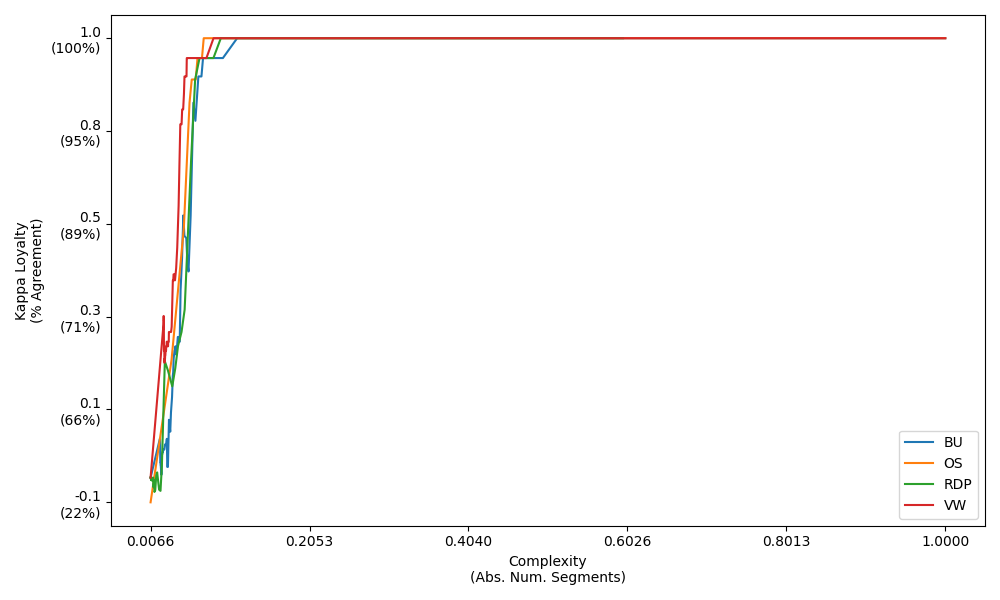 1.0
(100%)
0.8
(95%)
0.5
(89%)
0.3
(71%)
0.1
(66%)
-0.1
(22%)
Kappa Loyalty
(% Agreement)
BU
OS
RDP
VW
0.0066 0.2053 0.4040 0.6026 0.8013 1.0000
Complexity
(Abs. Num. Segments)